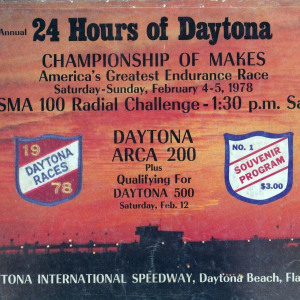 Annual 24 Hours of Daytona
CHAMPIONSHIP OF MAKES
America's Greatest Endurance Race
Saturday-Sunday, February 4-5, 1978
SMA 100 Radial Challenge - 1:30 p.m. Sa
DAYTONA
ARCA 200
Plus
Qualifying For
DAYTONA 500
Saturday, Feb. 12
19
DAYTONA
RACES
78
NO. 1
SOUVENIR
PROGRAM
$3.00
TONA INTERNATIONAL SPEEDWAY, Daytona Beach, Fla